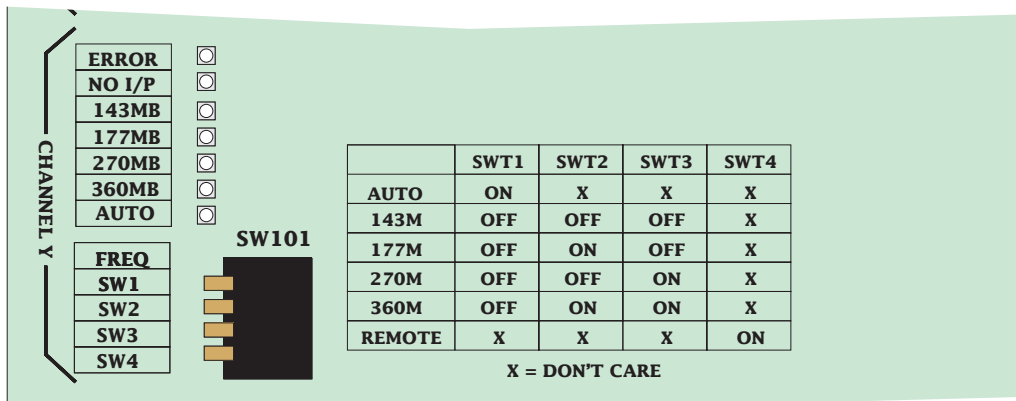 CHANNEL Y
ERROR
NO I/P
143MB
177MB
270MB
360MB
AUTO
FREQ
SW1
SW2
SW3
SW4
SW101
SWT1 SWT2 SWT3 SWT4
AUTO ON X X X
143M OFF OFF OFF X
177M OFF ON OFF X
270M OFF OFF ON X
360M OFF ON ON X
REMOTE X X X ON
X = DON'T CARE